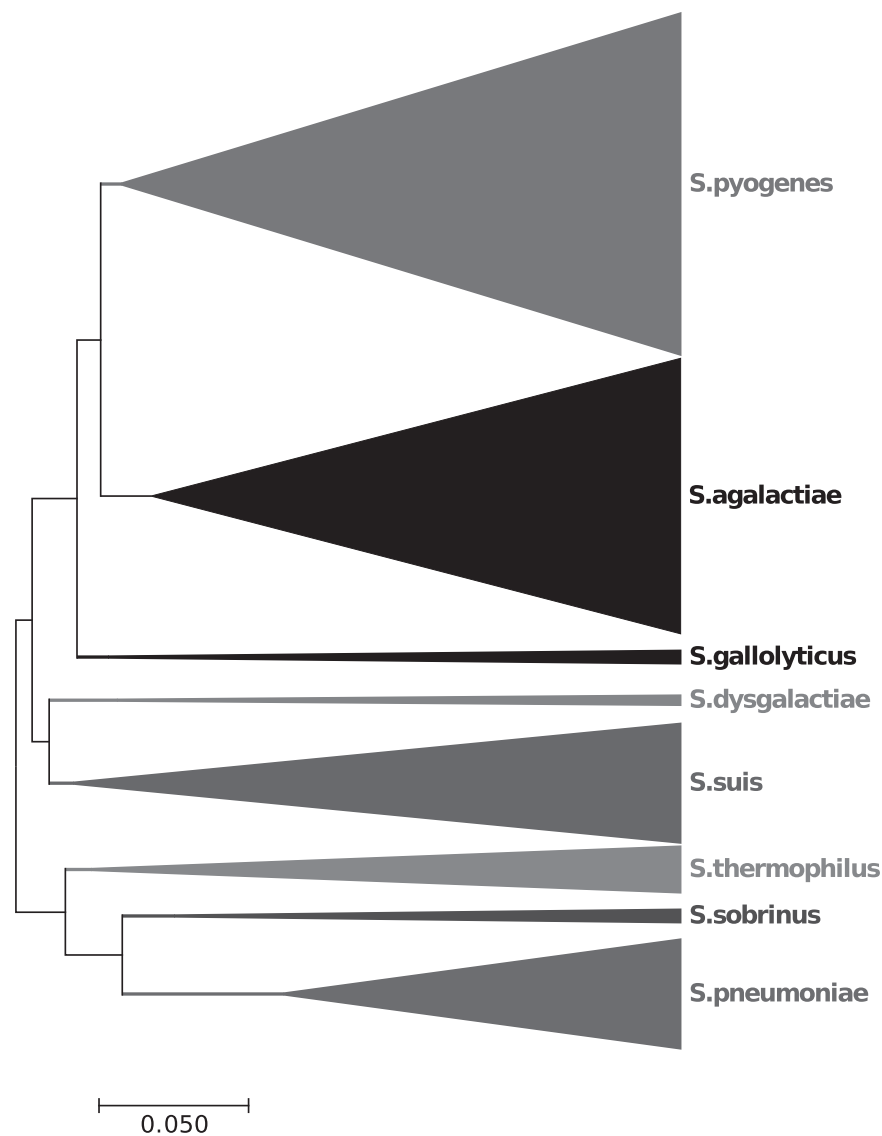 S.pyogenes
S.agalactiae
S.gallolyticus
S.dysgalactiae
S.suis
S.thermophilus
S.sobrinus
S.pneumoniae
0.050